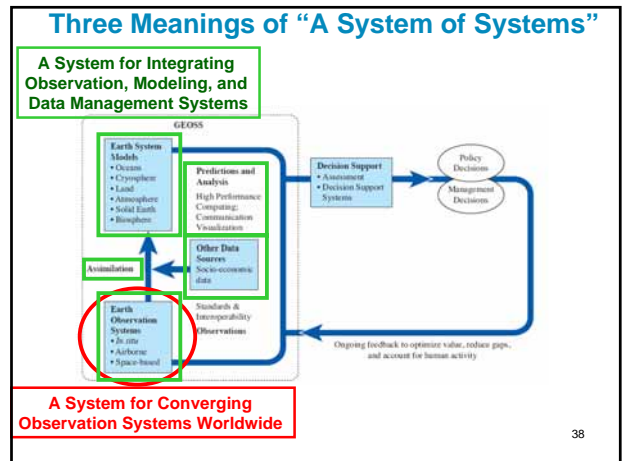 Three Meanings of “A System of Systems”
A System for Integrating
Observation, Modeling, and
Data Management Systems
GEOSS
Earth System
Models
• Oceans
• Cryosphere
• Land
• Atmosphere
• Solid Earth
• Biosphere
Predictions and
Analysis
High Performance
Computing;
Communication
Visualization
Other Data
Sources
Socio-economic
data
Assimilation
Earth
Observation
Systems
• In situ
• Airborne
• Space-based
Standards &
Interoperability
Observations
Decision Support
• Assessment
• Decision Support
Systems
Policy
Decisions
Management
Decisions
Ongoing feedback to optimize value, reduce gaps,
and account for human activity
A System for Converging
Observation Systems Worldwide
38